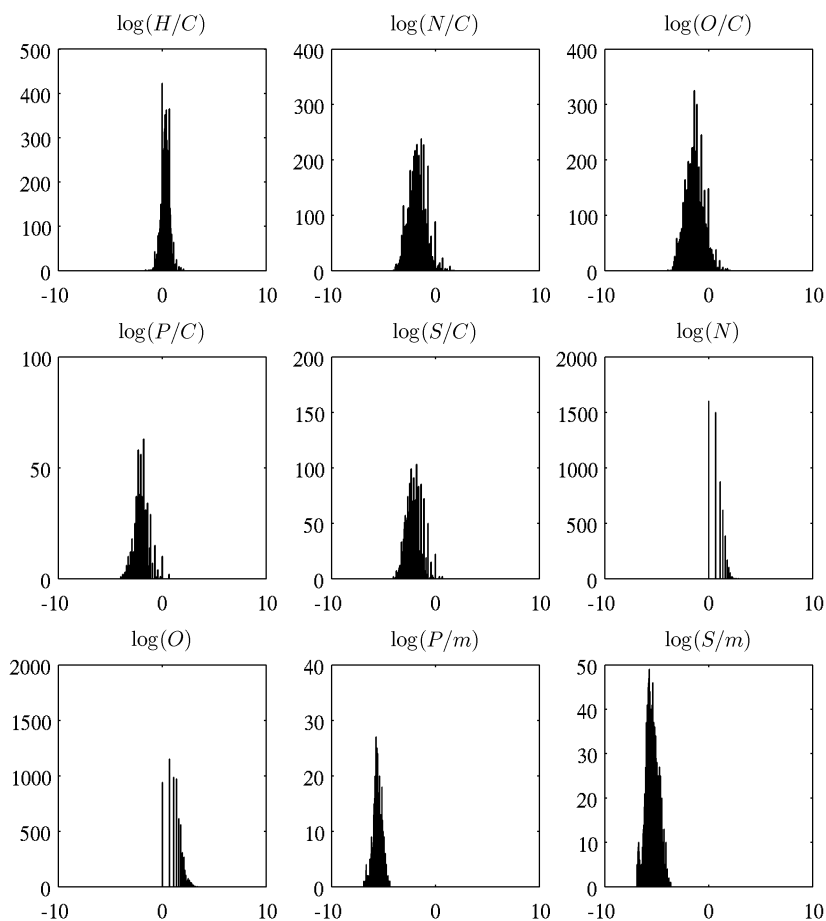 log(H/C) log(N/C) log(O/C)
500 400 400
400 300 300
300 200 200
200 100 100
100
0 0 0
-10 0 10 -10 0 10 -10 0 10
log(P/C) log(S/C) log(N)
100 200 2000
150 1500
50 100 1000
50 500
0 0 0
-10 0 10 -10 0 10 -10 0 10
log(O) log(P/m) log(S/m)
2000 40 50
1500 30 40
1000 20 30
500 10 20
10
0 0 0
-10 0 10 -10 0 10 -10 0 10